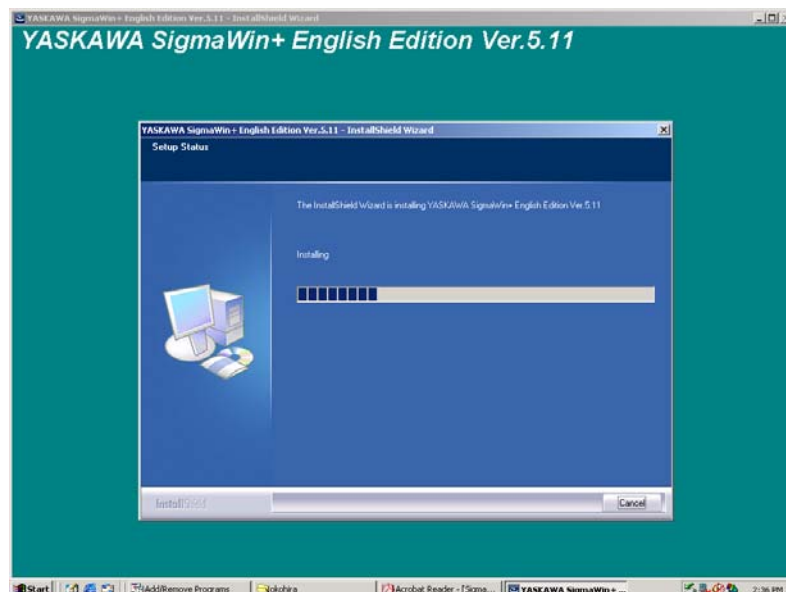 YASKAWA SigmaWin+ English Edition Ver.5.11 - InstallShield Wizard
YASKAWA SigmaWin+ English Edition Ver.5.11
YASKAWA SigmaWin+ English Edition Ver.5.11 - InstallShield Wizard
Setup Status
The InstallShield Wizard is installing YASKAWA SigmaWin+ English Edition Ver.5.11
Installing
InstallShield
Cancel
Start
Add/Remove Programs
Acrobat Reader - [Sigma...
YASKAWA SigmaWin+ ...
2:36 PM